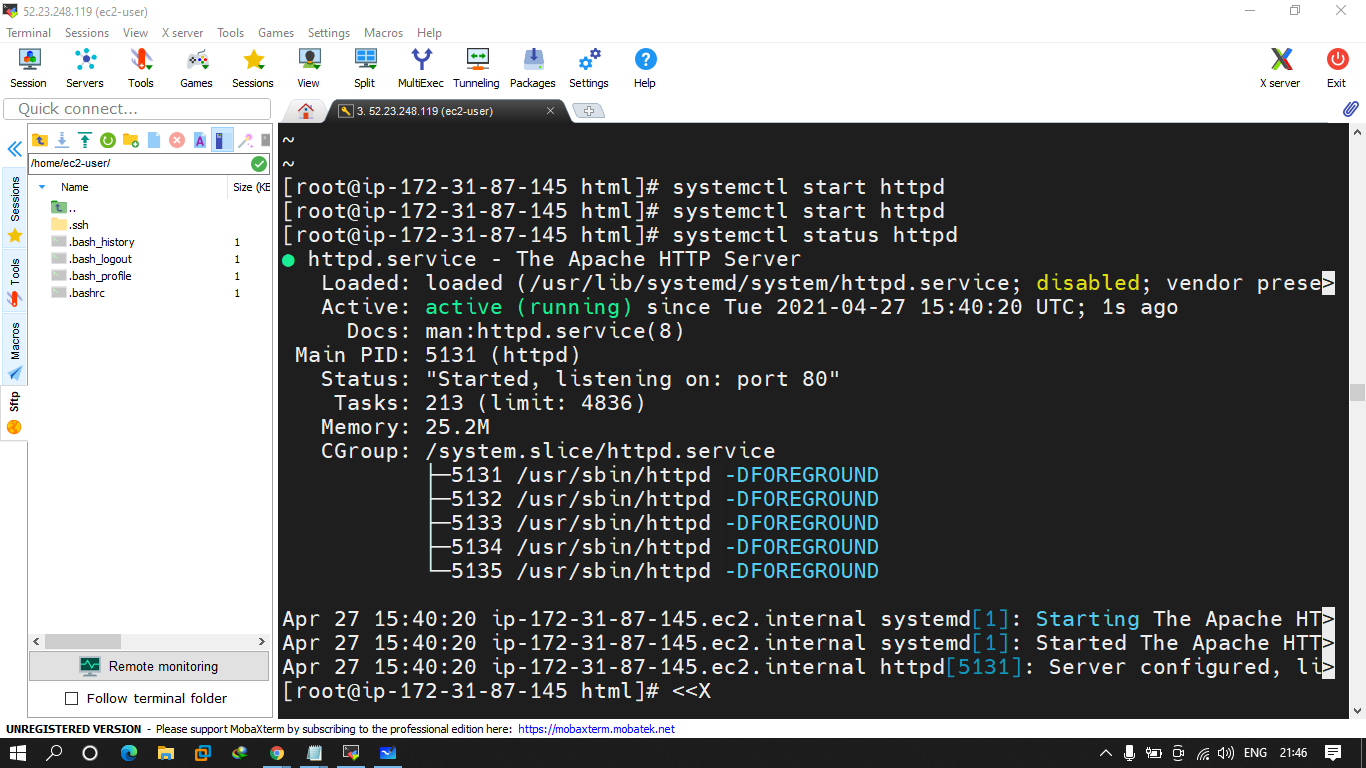 52.23.248.119 (ec2-user)
Terminal Sessions View X server Tools Games Settings Macros Help
Session Servers Tools Games Sessions View Split MultiExec Tunneling Packages Settings Help X server Exit
Quick connect...
3. 52.23.248.119 (ec2-user)
/home/ec2-user/
Name Size (KB
..
.ssh
.bash_history 1
.bash_logout 1
.bash_profile 1
.bashrc 1
Sessions
Tools
Macros
Sftp
~
~
[root@ip-172-31-87-145 html]# systemctl start httpd
[root@ip-172-31-87-145 html]# systemctl start httpd
[root@ip-172-31-87-145 html]# systemctl status httpd
● httpd.service - The Apache HTTP Server
Loaded: loaded (/usr/lib/systemd/system/httpd.service; disabled; vendor prese>
Active: active (running) since Tue 2021-04-27 15:40:20 UTC; 1s ago
Docs: man:httpd.service(8)
Main PID: 5131 (httpd)
Status: "Started, listening on: port 80"
Tasks: 213 (limit: 4836)
Memory: 25.2M
CGroup: /system.slice/httpd.service
├─5131 /usr/sbin/httpd -DFOREGROUND
├─5132 /usr/sbin/httpd -DFOREGROUND
├─5133 /usr/sbin/httpd -DFOREGROUND
├─5134 /usr/sbin/httpd -DFOREGROUND
└─5135 /usr/sbin/httpd -DFOREGROUND
Apr 27 15:40:20 ip-172-31-87-145.ec2.internal systemd[1]: Starting The Apache HT>
Apr 27 15:40:20 ip-172-31-87-145.ec2.internal systemd[1]: Started The Apache HTT>
Apr 27 15:40:20 ip-172-31-87-145.ec2.internal httpd[5131]: Server configured, li>
[root@ip-172-31-87-145 html]# <<X
Remote monitoring
Follow terminal folder
UNREGISTERED VERSION - Please support MobaXterm by subscribing to the professional edition here: https://mobaxterm.mobatek.net
ENG 21:46